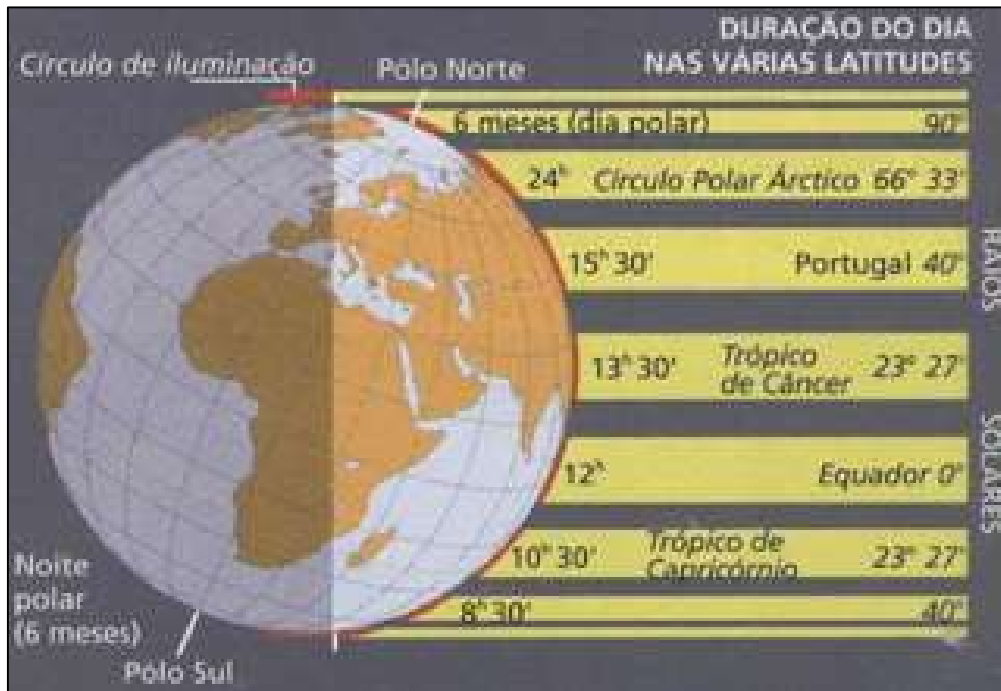 DURAÇÃO DO DIA
NAS VÁRIAS LATITUDES
Círculo de iluminação
Pólo Norte
6 meses (dia polar) 90°
24ʰ Círculo Polar Árctico 66° 33'
15ʰ 30' Portugal 40°
13ʰ 30' Trópico
de Câncer 23° 27'
12ʰ Equador 0°
10ʰ 30' Trópico de
Capricórnio 23° 27'
8ʰ 30' 40°
RAIOS
SOLARES
Noite
polar
(6 meses)
Pólo Sul